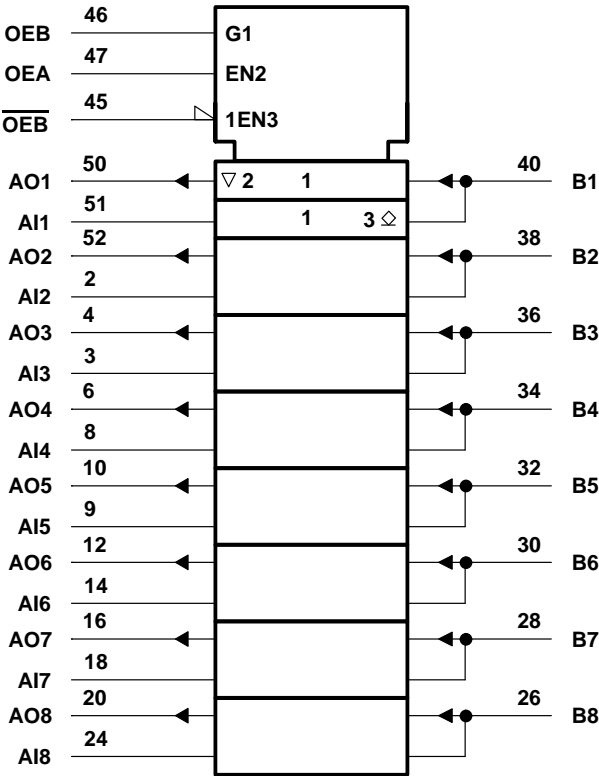 46
OEB G1
47
OEA EN2
45
O̅E̅B̅ 1EN3
50 40
AO1 ▽ 2 1 B1
51
AI1 1 3 ⎐
52 38
AO2 B2
2
AI2
4 36
AO3 B3
3
AI3
6 34
AO4 B4
8
AI4
10 32
AO5 B5
9
AI5
12 30
AO6 B6
14
AI6
16 28
AO7 B7
18
AI7
20 26
AO8 B8
24
AI8